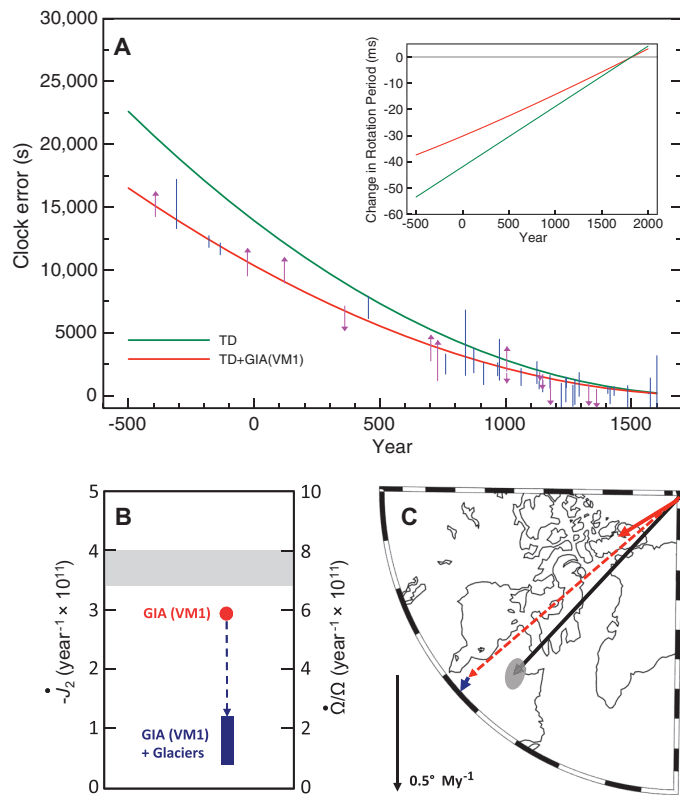 A
30,000
25,000
20,000
15,000
10,000
5000
0
Clock error (s)
-500
0
500
1000
1500
Year
TD
TD+GIA(VM1)
0
-10
-20
-30
-40
-50
-60
Change in Rotation Period (ms)
-500
0
500
1000
1500
2000
Year
B
5
4
3
2
1
0
-J̇₂ (year⁻¹ × 10¹¹)
GIA (VM1)
GIA (VM1)
+ Glaciers
10
8
6
4
2
0
Ω̇/Ω (year⁻¹ × 10¹¹)
C
0.5° My⁻¹